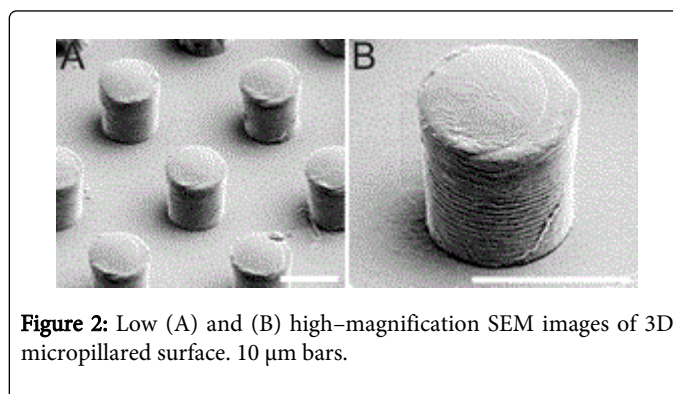 A
B
Figure 2: Low (A) and (B) high–magnification SEM images of 3D
micropillared surface. 10 µm bars.